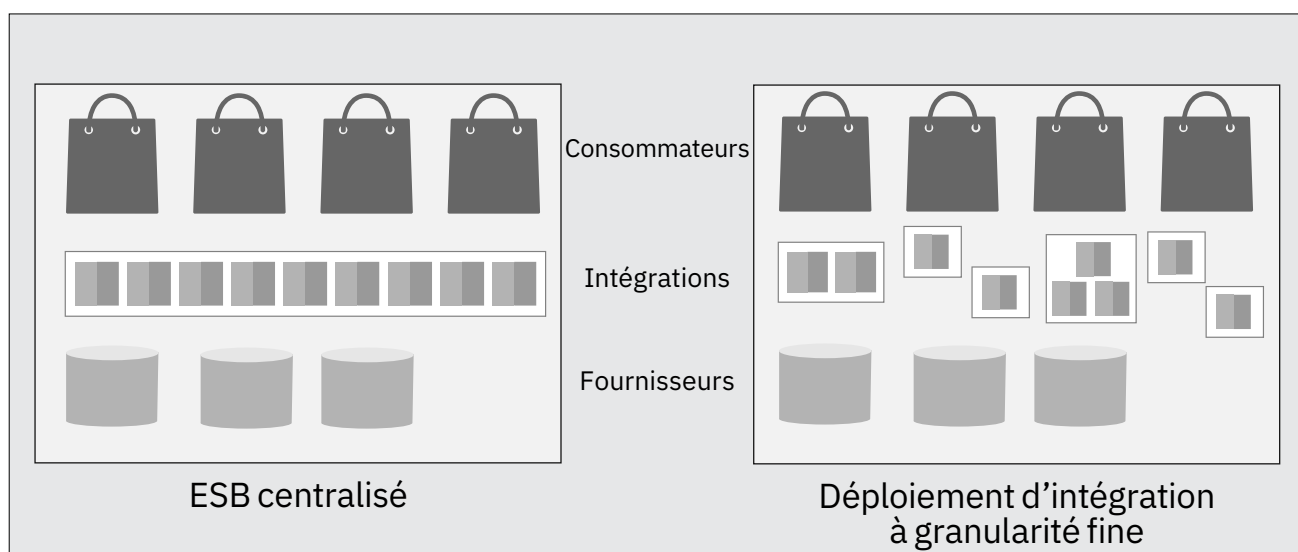 Consommateurs
Intégrations
Fournisseurs
ESB centralisé
Déploiement d’intégration
à granularité fine